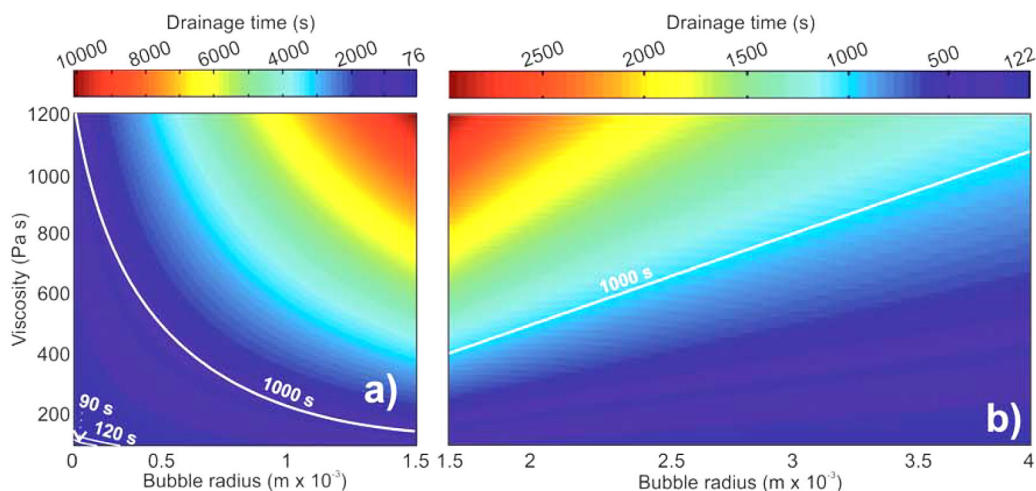 Drainage time (s)
10000 8000 6000 4000 2000 76
Drainage time (s)
2500 2000 1500 1000 500 122
Viscosity (Pa s)
1200
1000
800
600
400
200
1000 s
90 s
120 s
a)
1000 s
b)
0 0.5 1 1.5
Bubble radius (m x 10⁻³)
1.5 2 3 3.5 4
Bubble radius (m x 10⁻³)